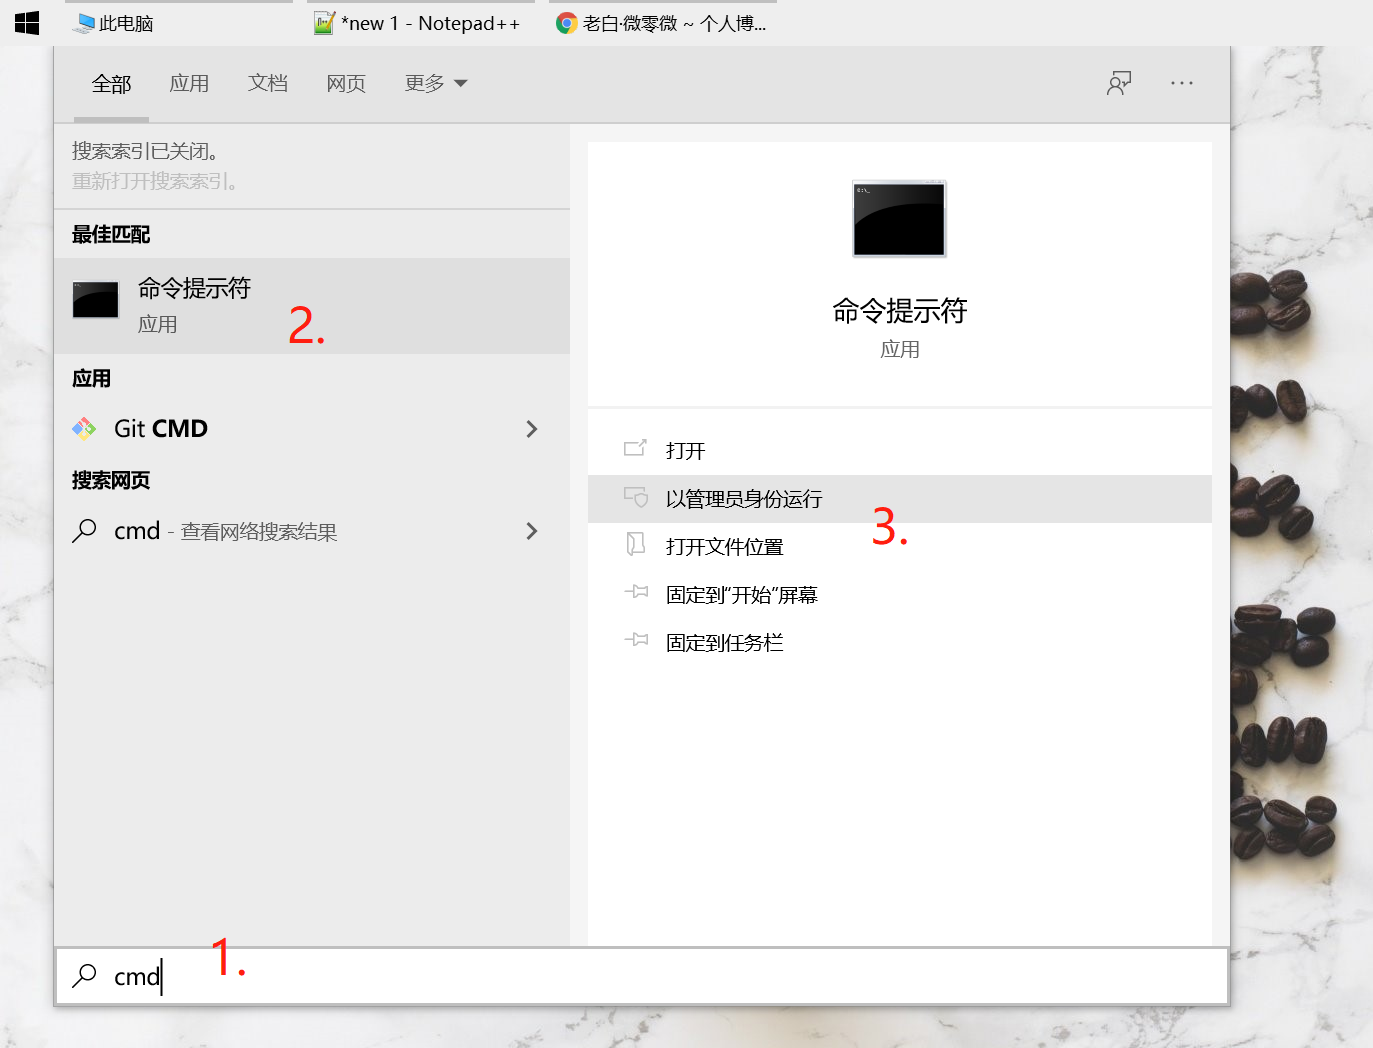 此电脑
*new 1 - Notepad++
老白·微零微 ~ 个人博...
全部 应用 文档 网页 更多
搜索索引已关闭。
重新打开搜索索引。
最佳匹配
命令提示符
应用
2.
应用
Git CMD
搜索网页
cmd - 查看网络搜索结果
C:\_
命令提示符
应用
打开
以管理员身份运行
3.
打开文件位置
固定到“开始”屏幕
固定到任务栏
1.
cmd